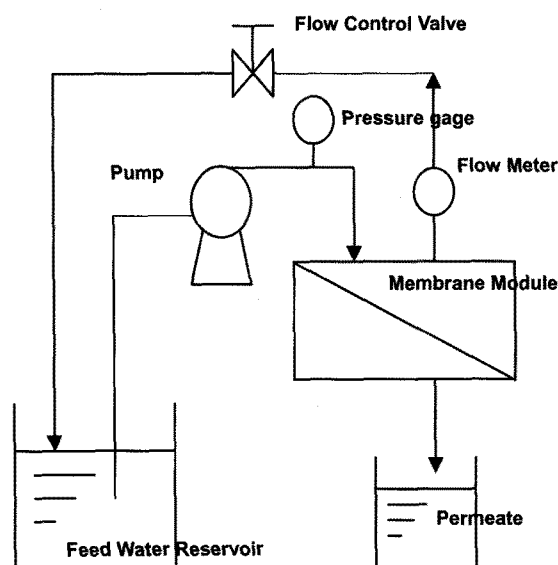 Flow Control Valve
Pressure gage
Pump
Flow Meter
Membrane Module
Permeate
Feed Water Reservoir